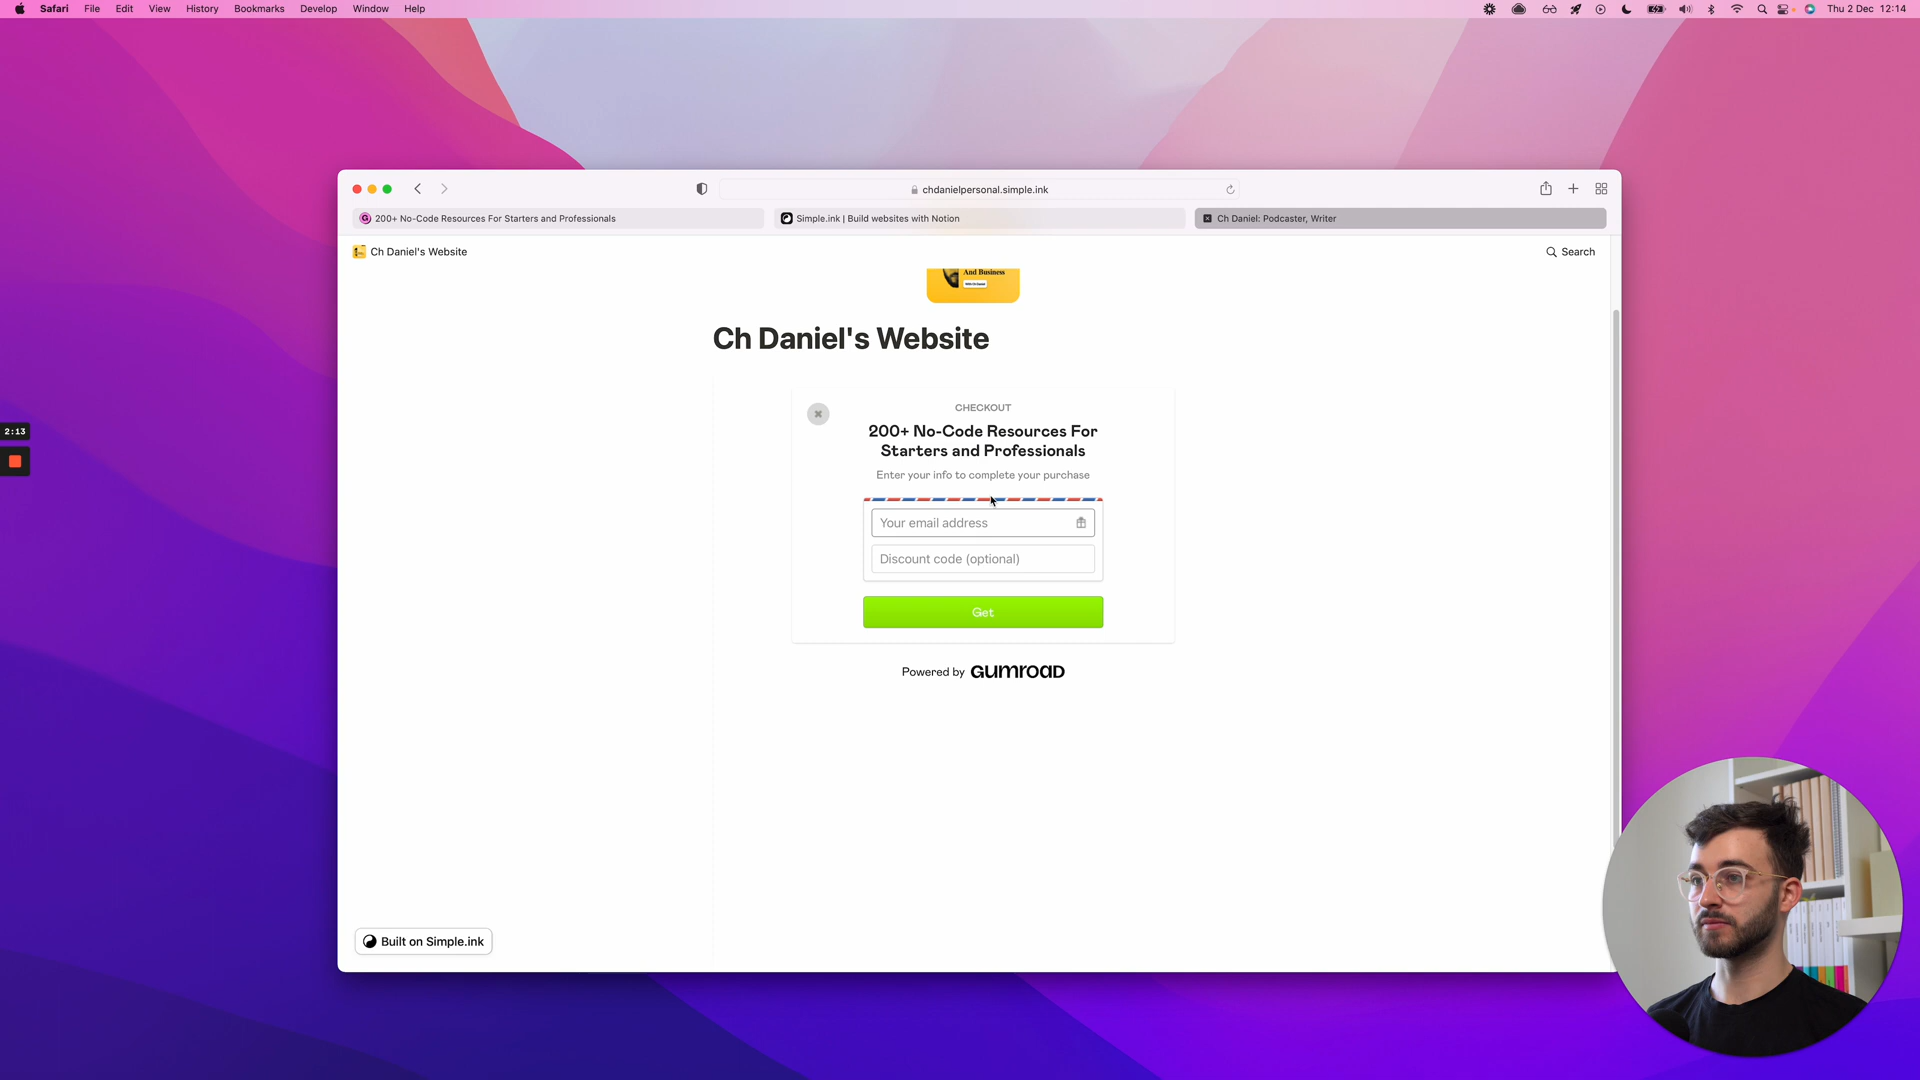 Safari File Edit View History Bookmarks Develop Window Help
Thu 2 Dec 12:14
chdanielpersonal.simple.ink
200+ No-Code Resources For Starters and Professionals
Simple.ink | Build websites with Notion
Ch Daniel: Podcaster, Writer
Ch Daniel's Website
Search
And Business
With Ch Daniel
Ch Daniel's Website
CHECKOUT
200+ No-Code Resources For
Starters and Professionals
Enter your info to complete your purchase
2:13
Your email address
Discount code (optional)
Get
Powered by GUMROAD
Built on Simple.ink